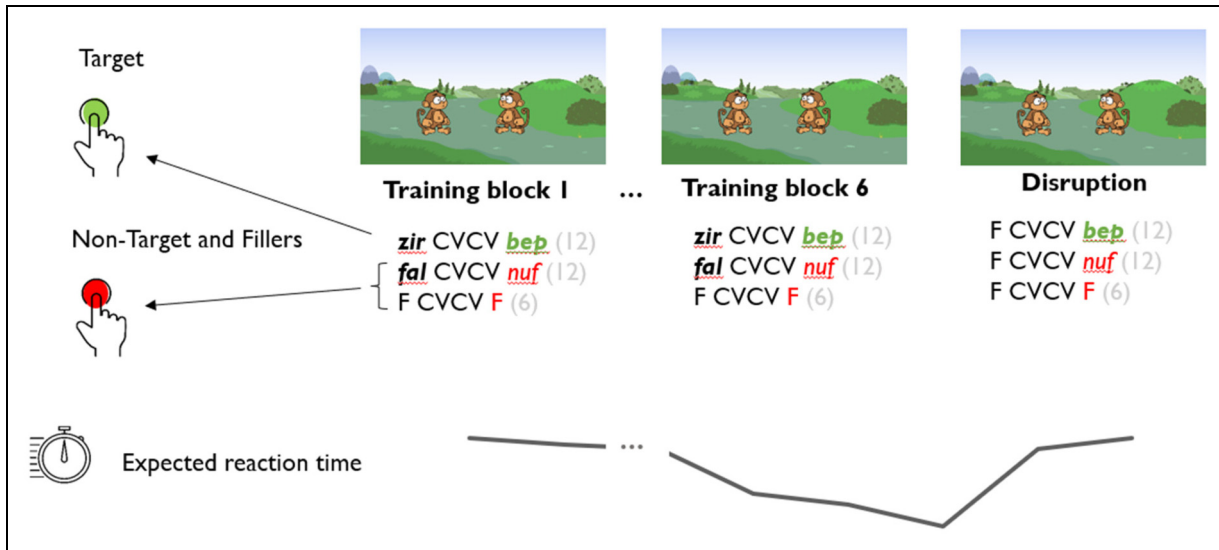 Target
Non-Target and Fillers
Training block 1
zir CVCV bep (12)
fal CVCV nuf (12)
F CVCV F (6)
...
Training block 6
zir CVCV bep (12)
fal CVCV nuf (12)
F CVCV F (6)
Disruption
F CVCV bep (12)
F CVCV nuf (12)
F CVCV F (6)
Expected reaction time
...